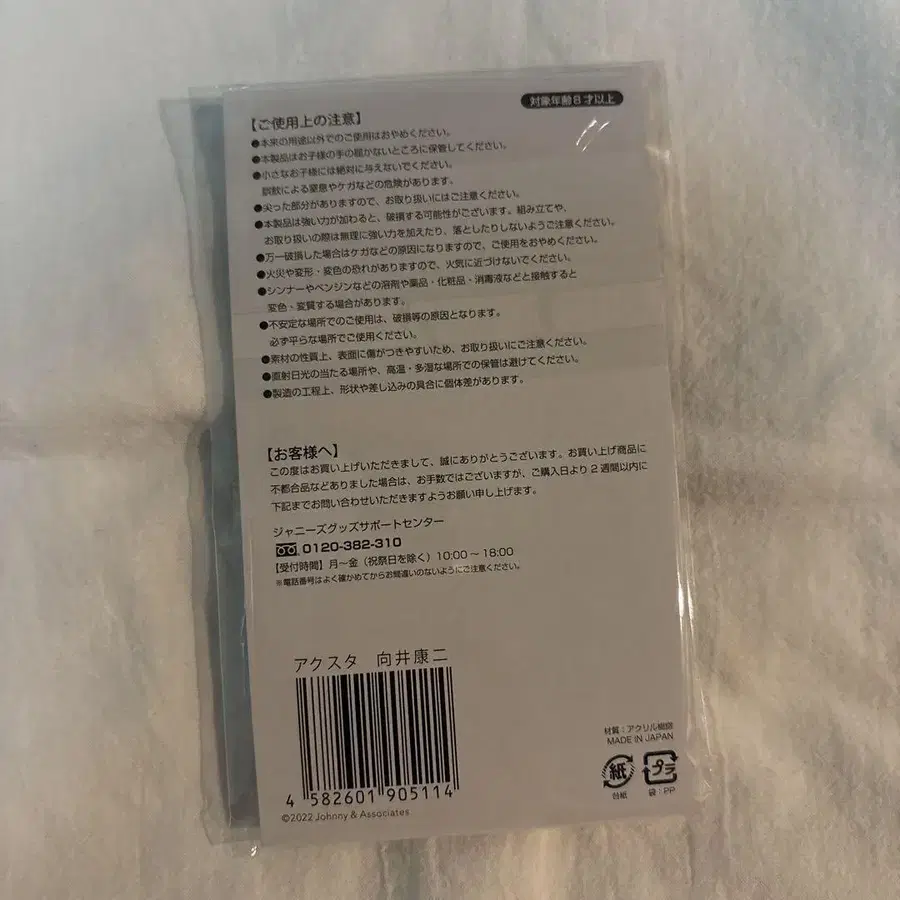 対象年齢8才以上
【ご使用上の注意】
●本来の用途以外でのご使用はおやめください。
●本製品はお子様の手の届かないところに保管してください。
●小さなお子様には絶対に与えないでください。
誤飲による窒息やケガなどの危険があります。
●尖った部分がありますので、お取り扱いにはご注意ください。
●本製品は強い力が加わると、破損する可能性がございます。組み立てや、
お取り扱いの際は無理に強い力を加えたり、落としたりしないようご注意ください。
●万一破損した場合はケガなどの原因になりますので、ご使用をおやめください。
●火災や変形・変色の恐れがありますので、火気に近づけないでください。
●シンナーやベンジンなどの溶剤や薬品・化粧品・消毒液などと接触すると
変色・変質する場合があります。
●不安定な場所でのご使用は、破損等の原因となります。
必ず平らな場所でご使用ください。
●素材の性質上、表面に傷がつきやすいため、お取り扱いにご注意ください。
●直射日光の当たる場所や、高温・多湿な場所での保管は避けてください。
●製造の工程上、形状や差し込みの具合に個体差があります。
【お客様へ】
この度はお買い上げいただきまして、誠にありがとうございます。お買い上げ商品に
不都合品などありました場合は、お手数ではございますが、ご購入日より2週間以内に
下記までお問い合わせいただきますようお願い申し上げます。
ジャニーズグッズサポートセンター
0120-382-310
【受付時間】月〜金（祝祭日を除く）10:00〜18:00
※電話番号はよく確かめてからお間違いのないようにご注意ください。
アクスタ 向井康二
4 582601 905114
©2022 Johnny & Associates
材質：アクリル樹脂
MADE IN JAPAN
紙
台紙
プラ
袋：PP